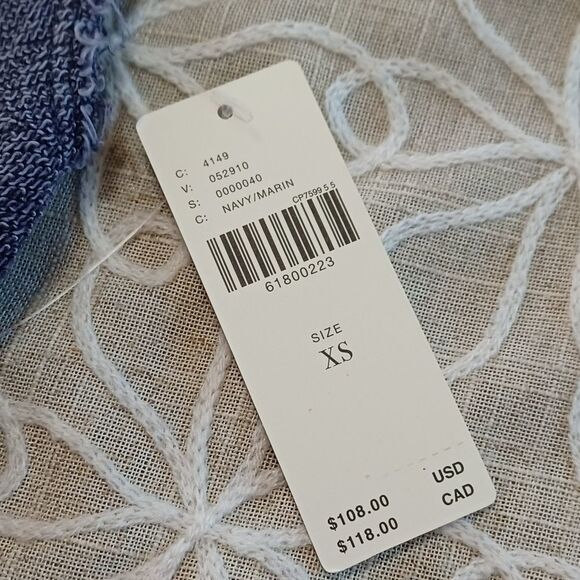 C: 4149
V: 052910
S: 0000040
C: NAVY/MARIN
CP7599 5.5
61800223
SIZE
XS
$108.00 USD
$118.00 CAD